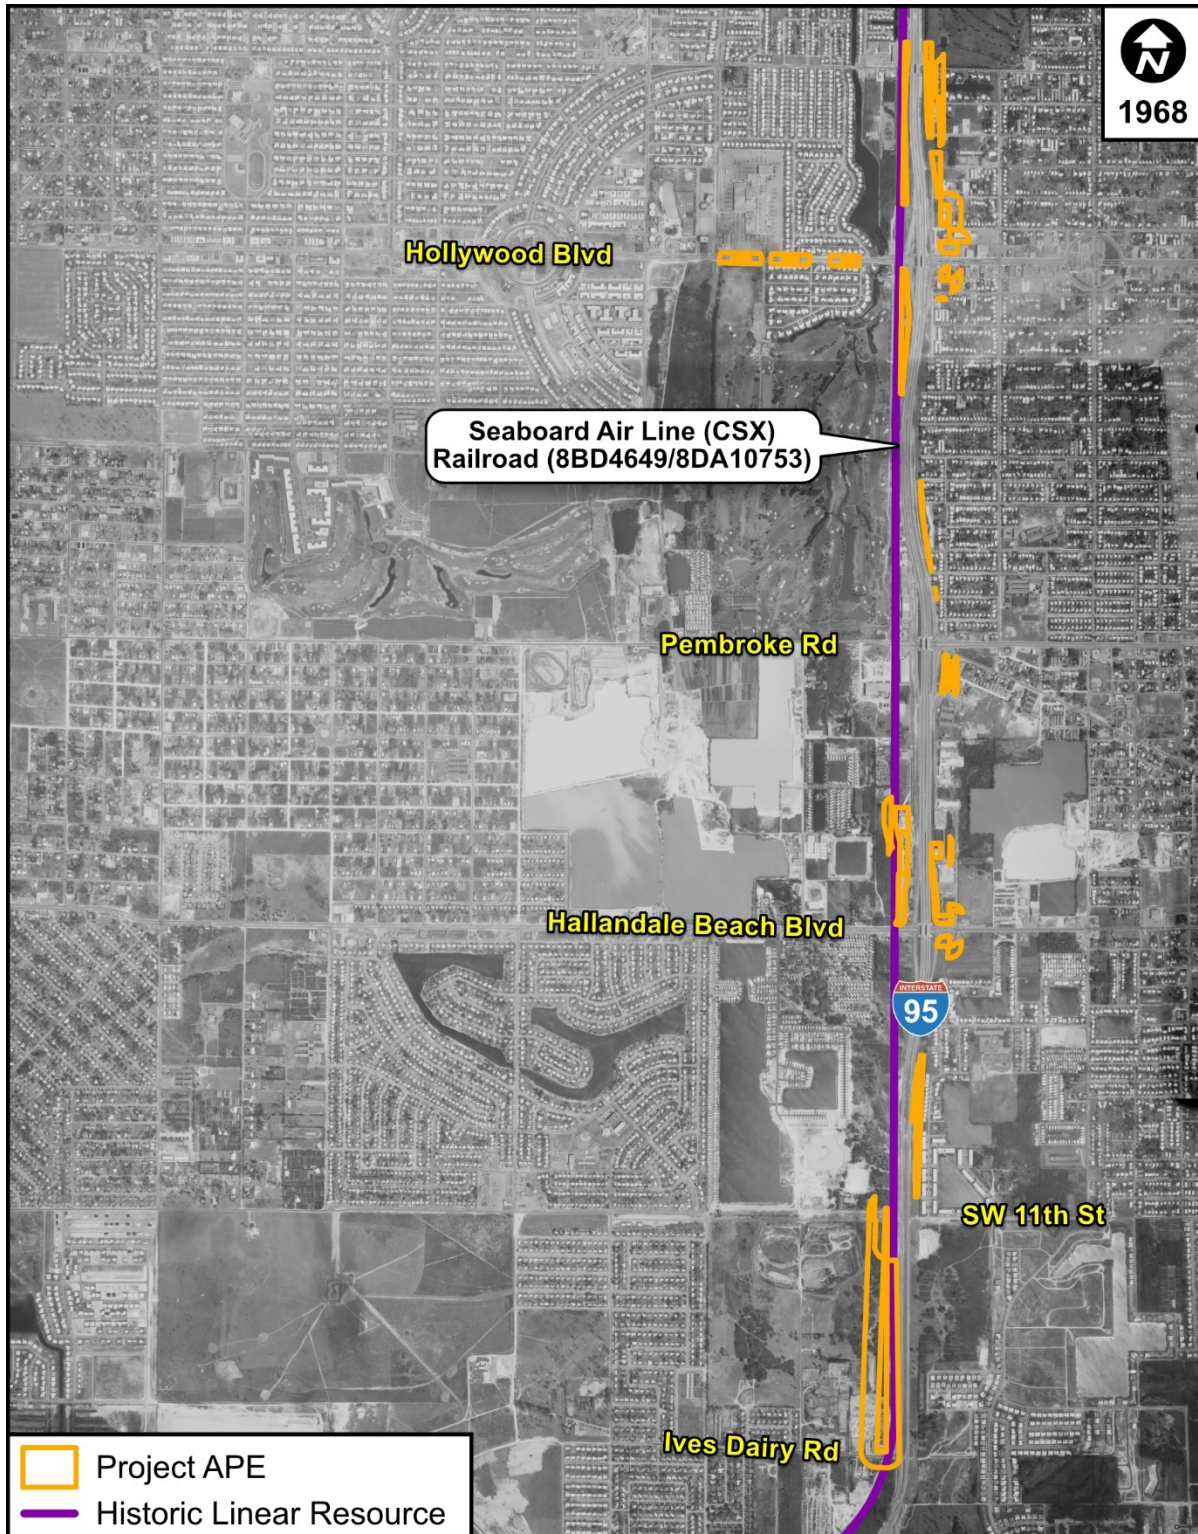 N
1968
Hollywood Blvd
Seaboard Air Line (CSX)
Railroad (8BD4649/8DA10753)
Pembroke Rd
Hallandale Beach Blvd
INTERSTATE
95
SW 11th St
Ives Dairy Rd
Project APE
Historic Linear Resource